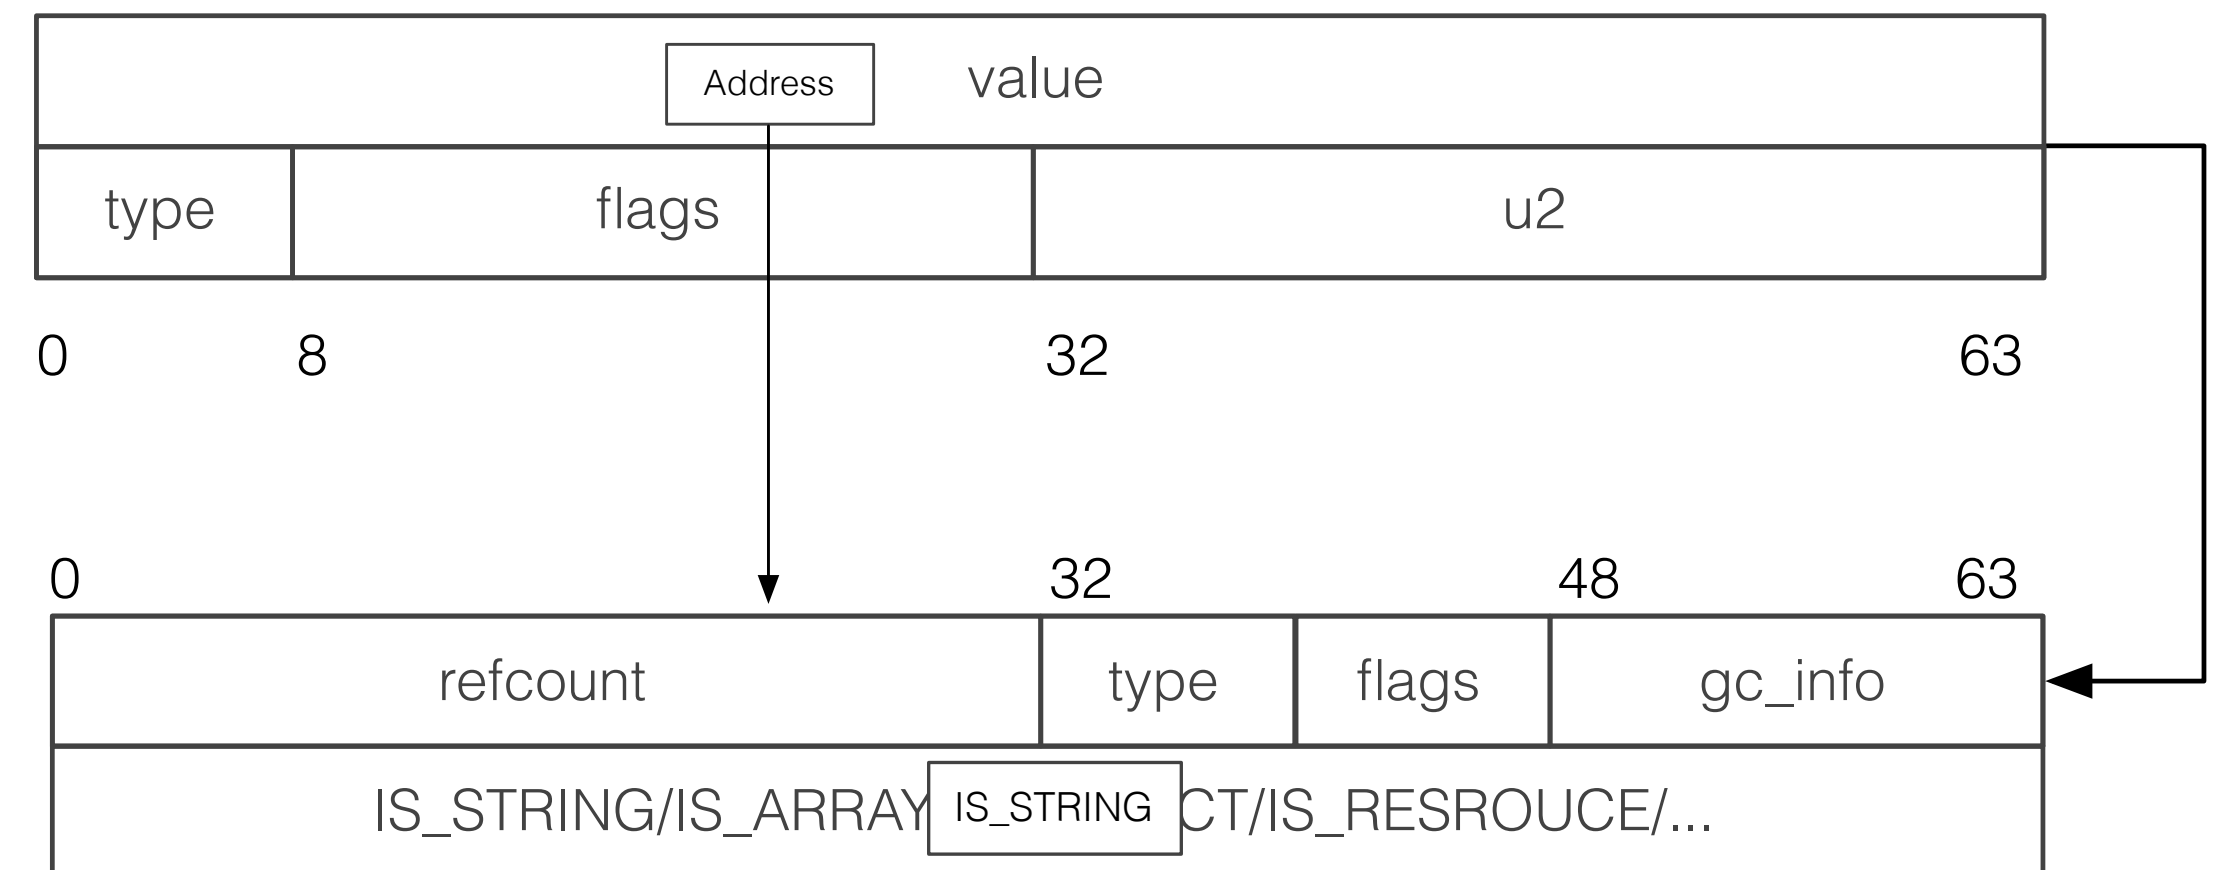 Address value
type flags u2
0 8 32 63
0 32 48 63
refcount type flags gc_info
IS_STRING/IS_ARRAY IS_STRING CT/IS_RESROUCE/...